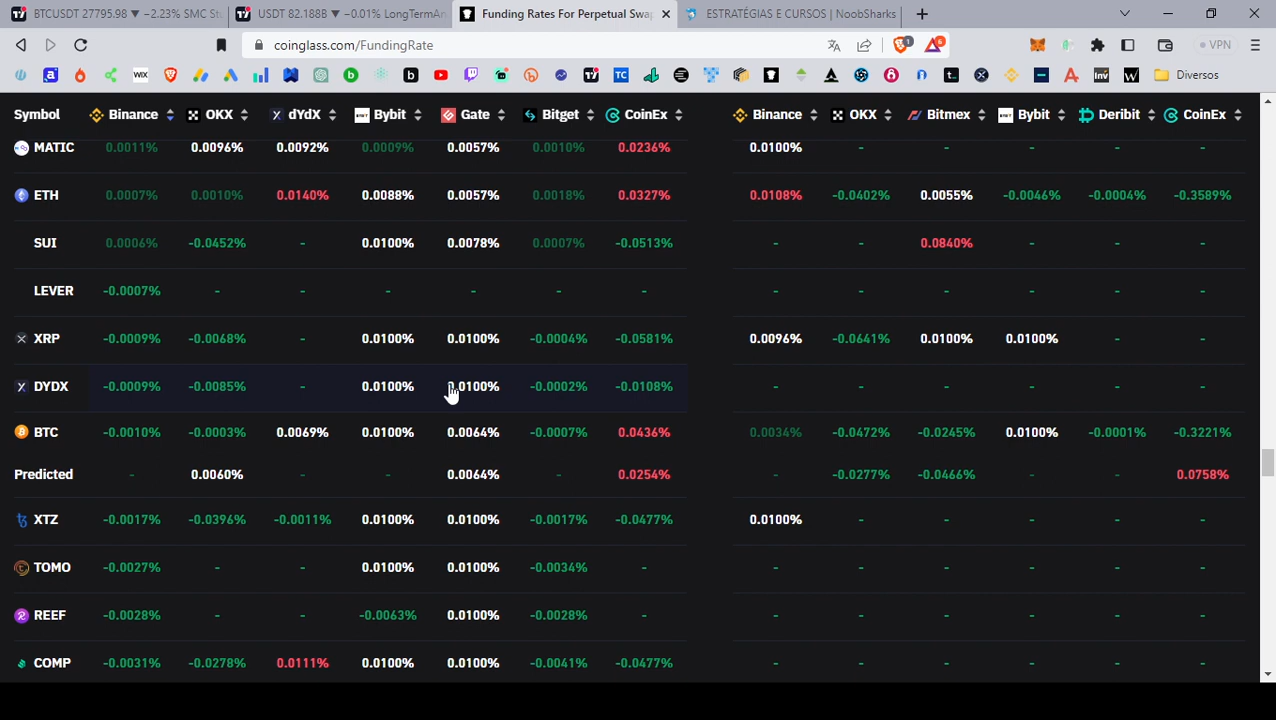 BTCUSDT 27795.98 ▼ −2.23% SMC St
USDT 82.188B ▼ −0.01% LongTermAn
Funding Rates For Perpetual Swap
ESTRATÉGIAS E CURSOS | NoobSharks
coinglass.com/FundingRate
1
6
VPN
WiX
TC
Inv
W
Diversos
Symbol Binance OKX dYdX Bybit Gate Bitget CoinEx Binance OKX Bitmex Bybit Deribit CoinEx
MATIC 0.0011% 0.0096% 0.0092% 0.0009% 0.0057% 0.0010% 0.0236% 0.0100% - - - - -
ETH 0.0007% 0.0010% 0.0140% 0.0088% 0.0057% 0.0018% 0.0327% 0.0108% -0.0402% 0.0055% -0.0046% -0.0004% -0.3589%
SUI 0.0006% -0.0452% - 0.0100% 0.0078% 0.0007% -0.0513% - - 0.0840% - - -
LEVER -0.0007% - - - - - - - - - - - -
XRP -0.0009% -0.0068% - 0.0100% 0.0100% -0.0004% -0.0581% 0.0096% -0.0641% 0.0100% 0.0100% - -
DYDX -0.0009% -0.0085% - 0.0100% 0.0100% -0.0002% -0.0108% - - - - - -
BTC -0.0010% -0.0003% 0.0069% 0.0100% 0.0064% -0.0007% 0.0436% 0.0034% -0.0472% -0.0245% 0.0100% -0.0001% -0.3221%
Predicted - 0.0060% - - 0.0064% - 0.0254% - -0.0277% -0.0466% - - 0.0758%
XTZ -0.0017% -0.0396% -0.0011% 0.0100% 0.0100% -0.0017% -0.0477% 0.0100% - - - - -
TOMO -0.0027% - - 0.0100% 0.0100% -0.0034% - - - - - - -
REEF -0.0028% - - -0.0063% 0.0100% -0.0028% - - - - - - -
COMP -0.0031% -0.0278% 0.0111% 0.0100% 0.0100% -0.0041% -0.0477% - - - - - -